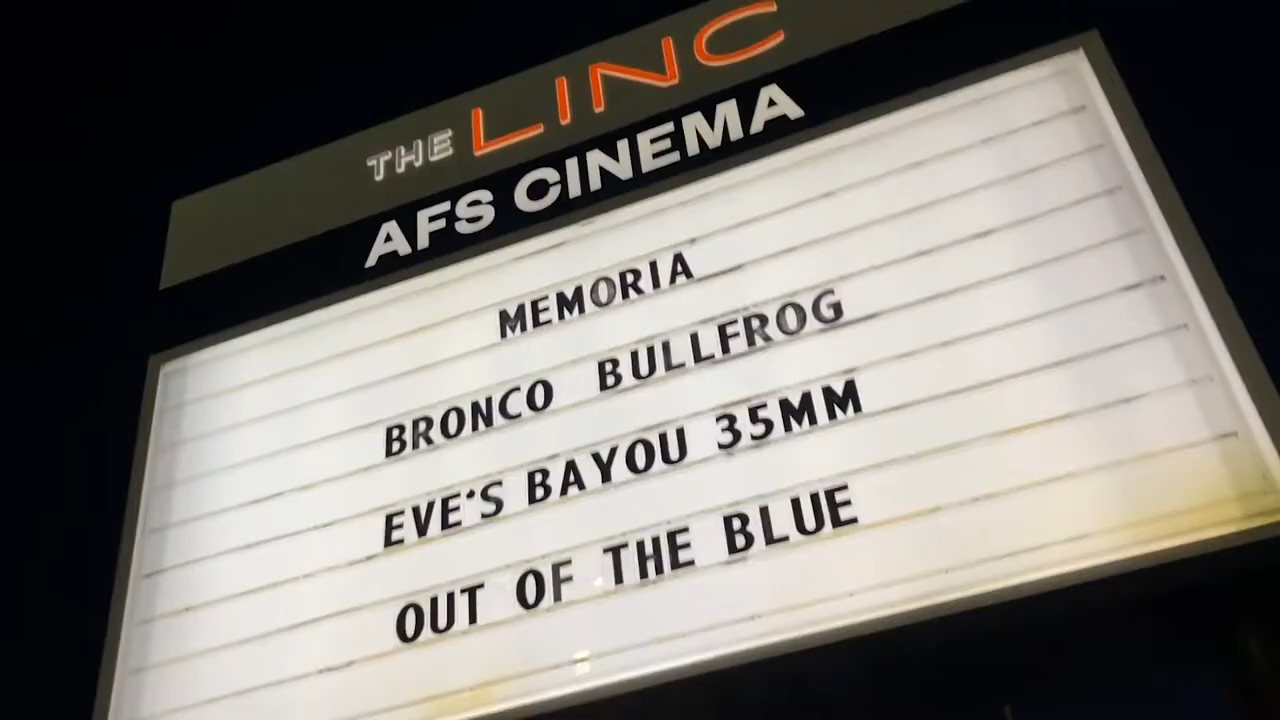 THE LINC
AFS CINEMA
MEMORIA
BRONCO BULLFROG
EVE'S BAYOU 35MM
OUT OF THE BLUE